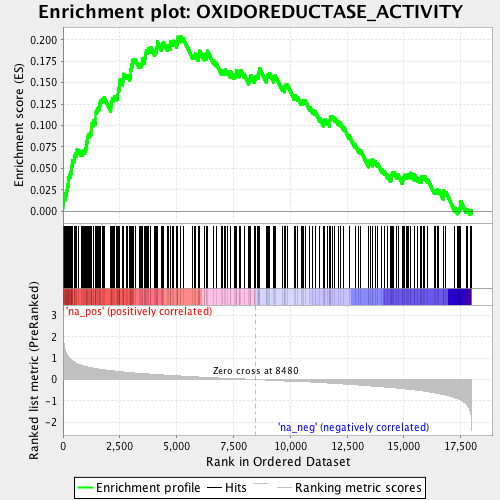 Enrichment plot: OXIDOREDUCTASE_ACTIVITY
Enrichment score (ES)
0.200
0.175
0.150
0.125
0.100
0.075
0.050
0.025
0.000
'na_pos' (positively correlated)
Ranked list metric (PreRanked)
3
2
1
0
-1
-2
Zero cross at 8480
'na_neg' (negatively correlated)
0
2,500
5,000
7,500
10,000
12,500
15,000
17,500
Rank in Ordered Dataset
Enrichment profile
Hits
Ranking metric scores